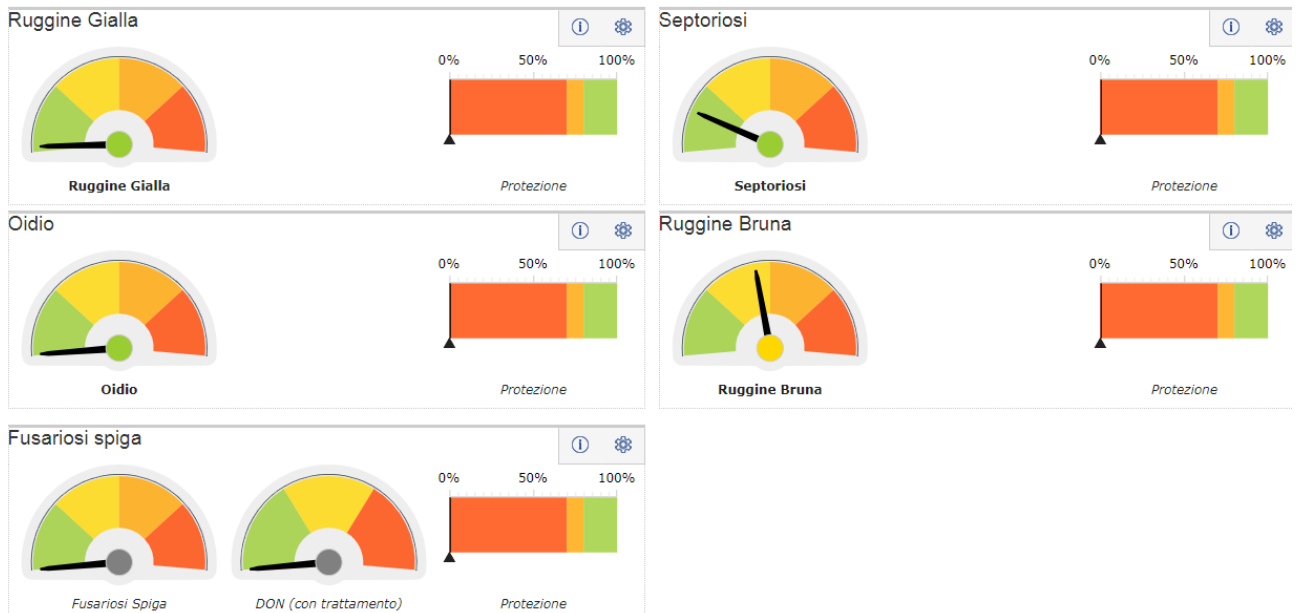 Ruggine Gialla
0% 50% 100%
Ruggine Gialla
Protezione
Septoriosi
0% 50% 100%
Septoriosi
Protezione
Oidio
0% 50% 100%
Oidio
Protezione
Ruggine Bruna
0% 50% 100%
Ruggine Bruna
Protezione
Fusariosi spiga
0% 50% 100%
Fusariosi Spiga
DON (con trattamento)
Protezione